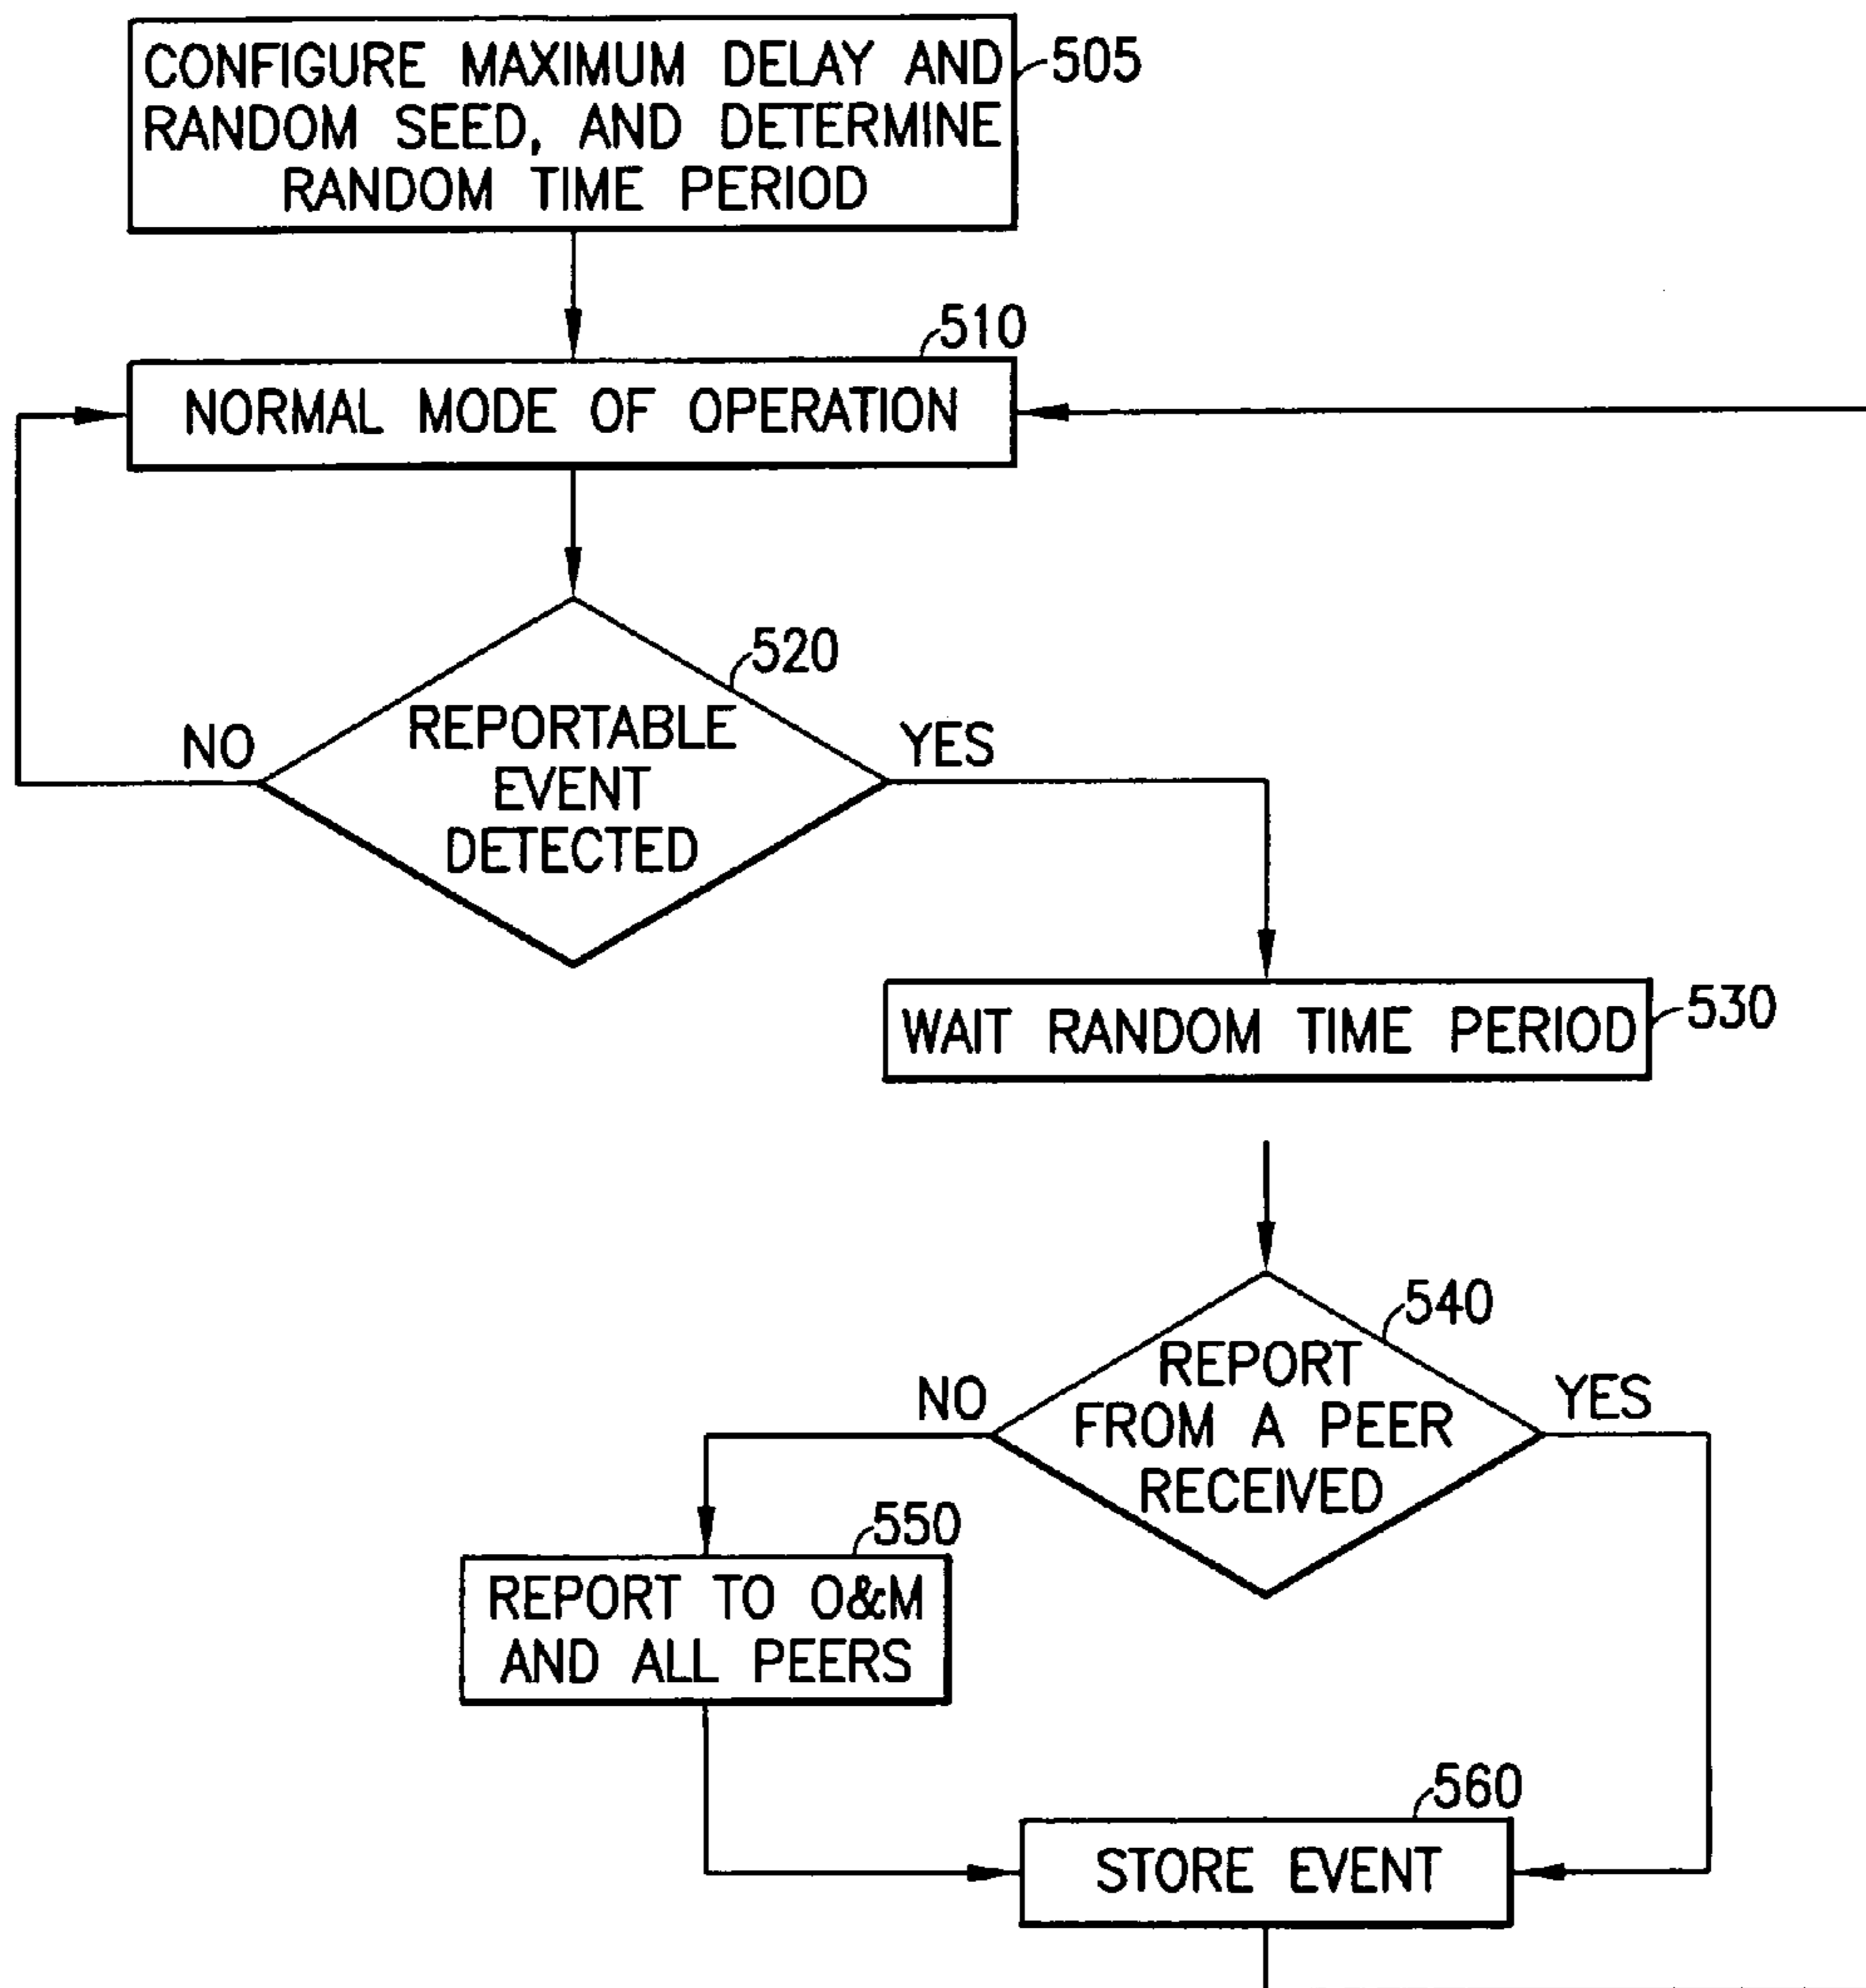 CONFIGURE MAXIMUM DELAY AND
RANDOM SEED, AND DETERMINE
RANDOM TIME PERIOD
505
510
NORMAL MODE OF OPERATION
520
NO
REPORTABLE
EVENT
DETECTED
YES
WAIT RANDOM TIME PERIOD
530
540
NO
REPORT
FROM A PEER
RECEIVED
YES
550
REPORT TO O&M
AND ALL PEERS
560
STORE EVENT